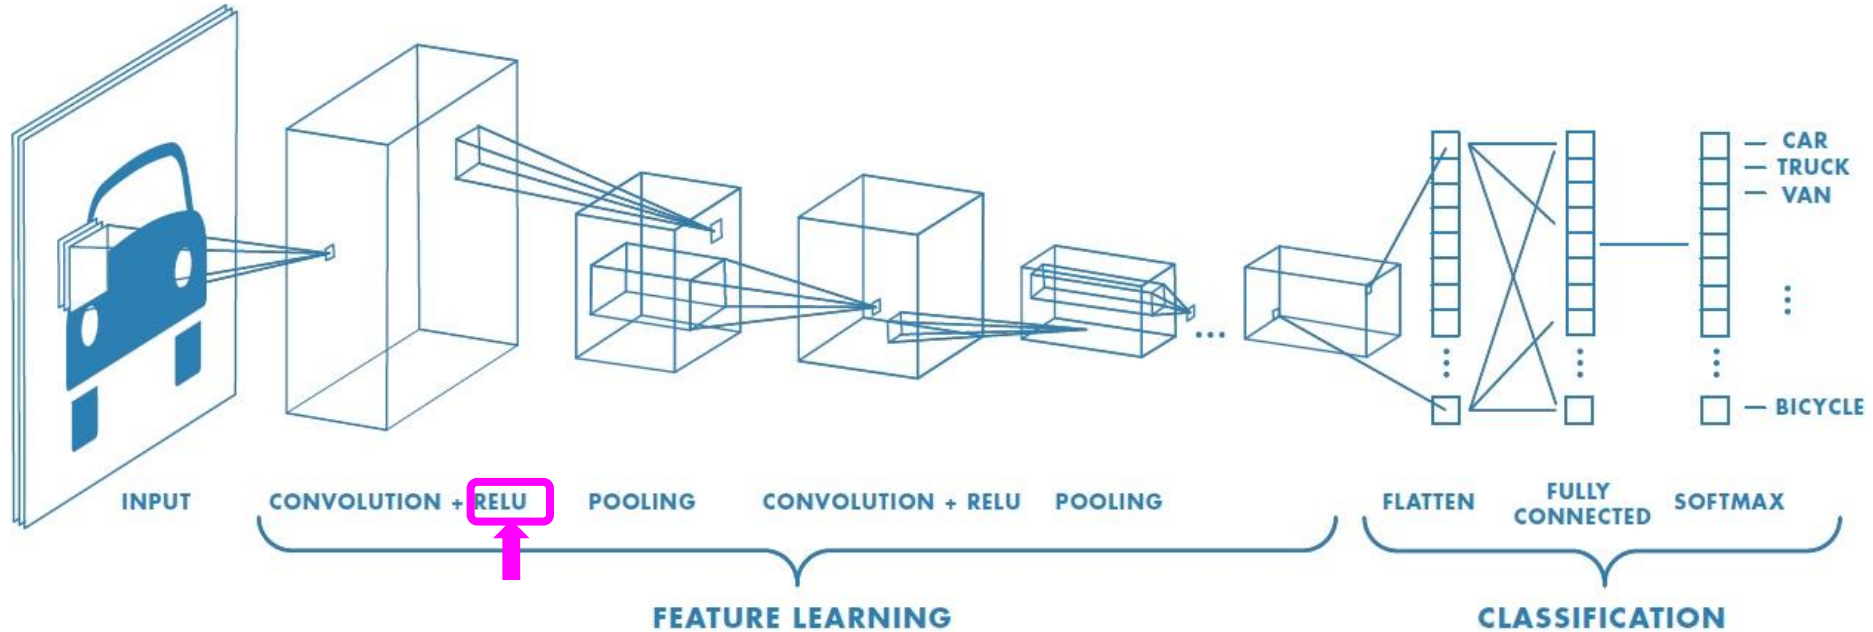 CAR
TRUCK
VAN
BICYCLE
INPUT
CONVOLUTION + RELU
POOLING
CONVOLUTION + RELU
POOLING
FLATTEN
FULLY
CONNECTED
SOFTMAX
FEATURE LEARNING
CLASSIFICATION